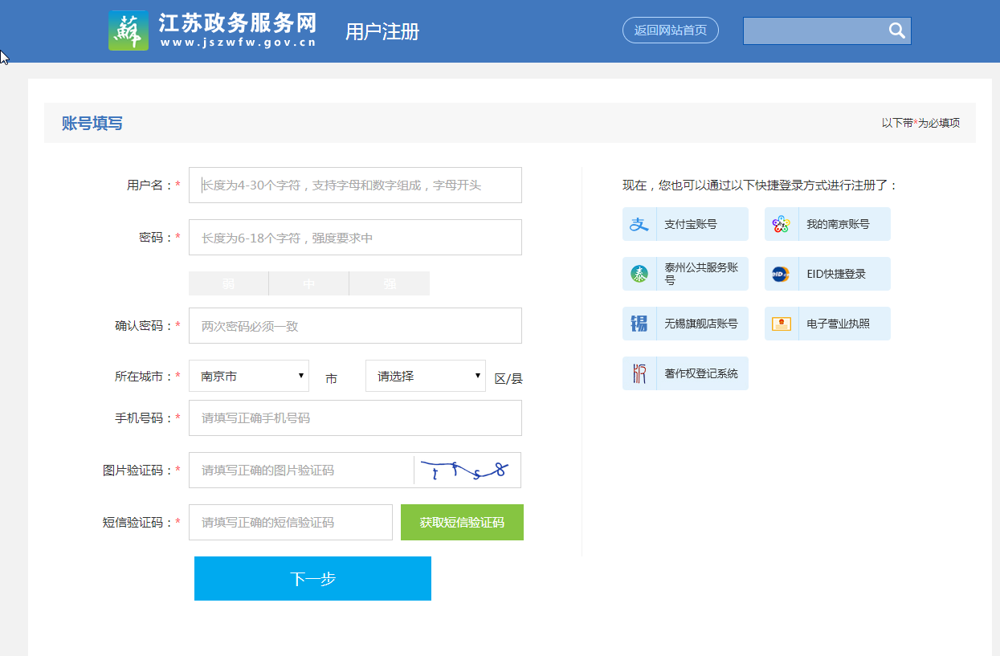 蘇
江苏政务服务网
www.jszwfw.gov.cn
用户注册
返回网站首页
账号填写
以下带*为必填项
用户名：*
长度为4-30个字符，支持字母和数字组成，字母开头
密码：*
长度为6-18个字符，强度要求中
弱 中 强
确认密码：*
两次密码必须一致
所在城市：*
南京市 市 请选择 区/县
手机号码：*
请填写正确手机号码
图片验证码：*
请填写正确的图片验证码
短信验证码：*
请填写正确的短信验证码
获取短信验证码
下一步
现在，您也可以通过以下快捷登录方式进行注册了：
支 支付宝账号
我的南京账号
泰 泰州公共服务账
号
eID EID快捷登录
锡 无锡旗舰店账号
电子营业执照
著作权登记系统